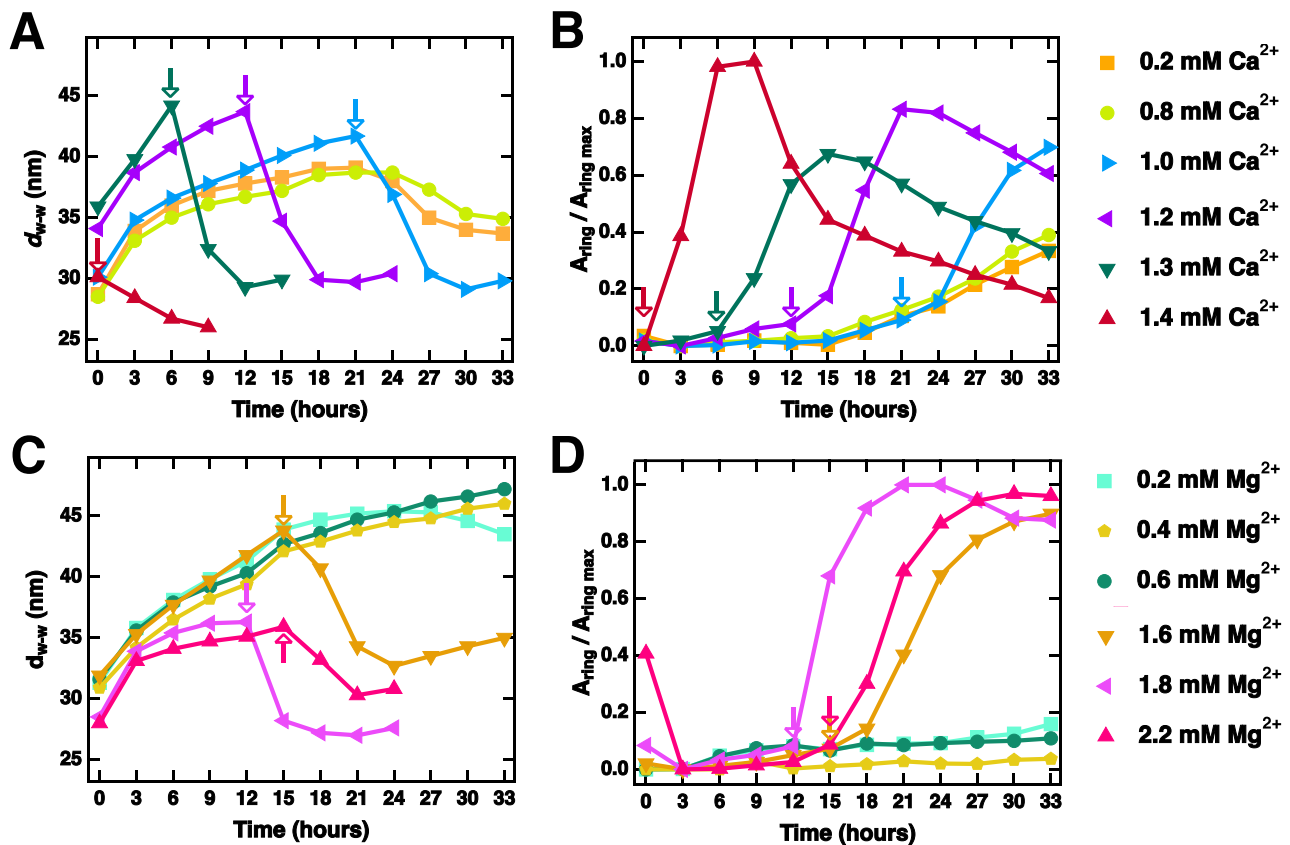 A
B
45
40
35
30
25
d w-w (nm)
0 3 6 9 12 15 18 21 24 27 30 33
Time (hours)
1.0
0.8
0.6
0.4
0.2
0.0
A ring / A ring max
0 3 6 9 12 15 18 21 24 27 30 33
Time (hours)
0.2 mM Ca2+
0.8 mM Ca2+
1.0 mM Ca2+
1.2 mM Ca2+
1.3 mM Ca2+
1.4 mM Ca2+
C
D
45
40
35
30
25
d w-w (nm)
0 3 6 9 12 15 18 21 24 27 30 33
Time (hours)
1.0
0.8
0.6
0.4
0.2
0.0
A ring / A ring max
0 3 6 9 12 15 18 21 24 27 30 33
Time (hours)
0.2 mM Mg2+
0.4 mM Mg2+
0.6 mM Mg2+
1.6 mM Mg2+
1.8 mM Mg2+
2.2 mM Mg2+